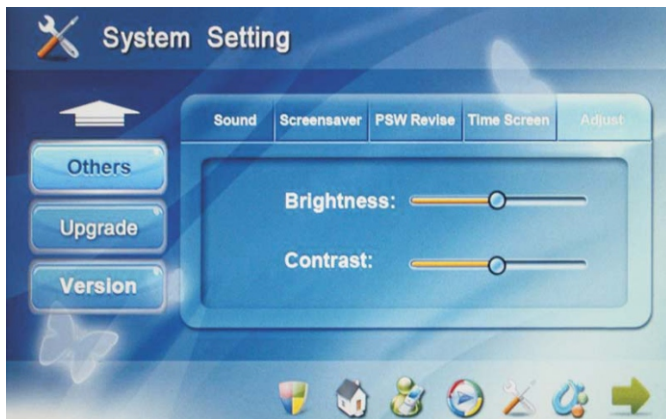 System Setting
Sound Screensaver PSW Revise Time Screen Adjust
Others
Brightness:
Upgrade
Contrast:
Version